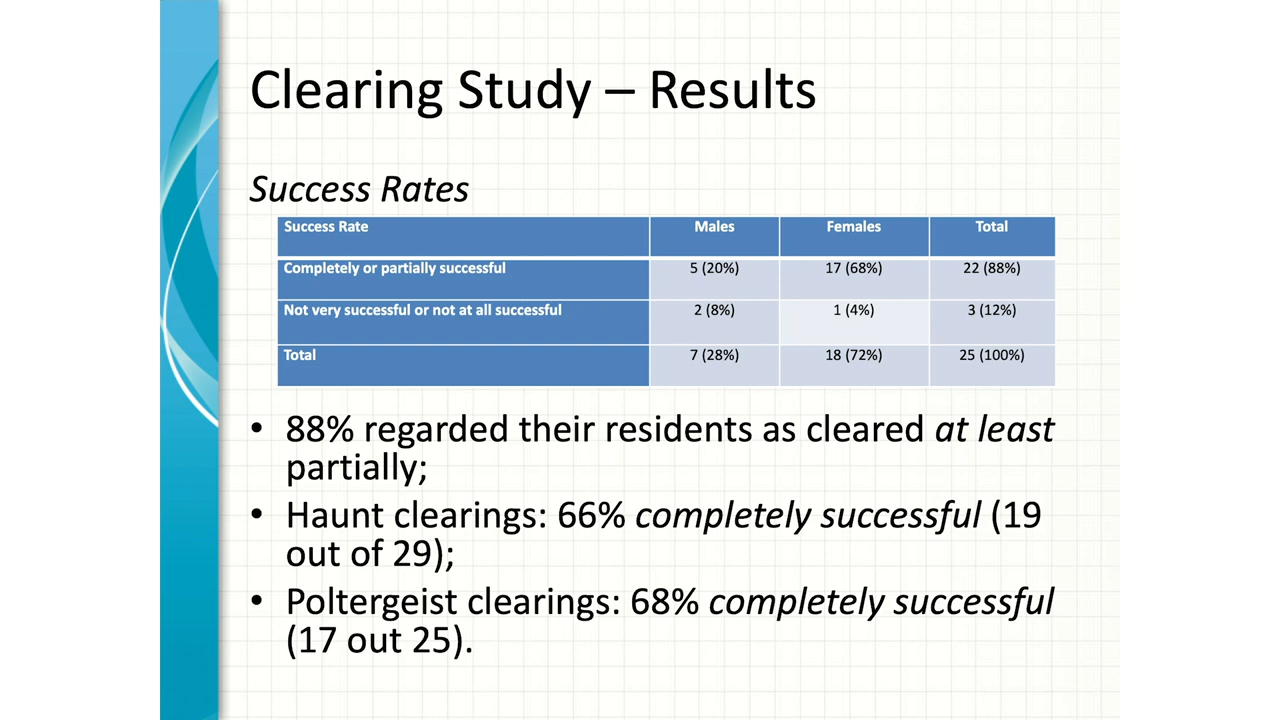 Clearing Study – Results
Success Rates
Success Rate Males Females Total
Completely or partially successful 5 (20%) 17 (68%) 22 (88%)
Not very successful or not at all successful 2 (8%) 1 (4%) 3 (12%)
Total 7 (28%) 18 (72%) 25 (100%)
• 88% regarded their residents as cleared at least
partially;
• Haunt clearings: 66% completely successful (19
out of 29);
• Poltergeist clearings: 68% completely successful
(17 out 25).